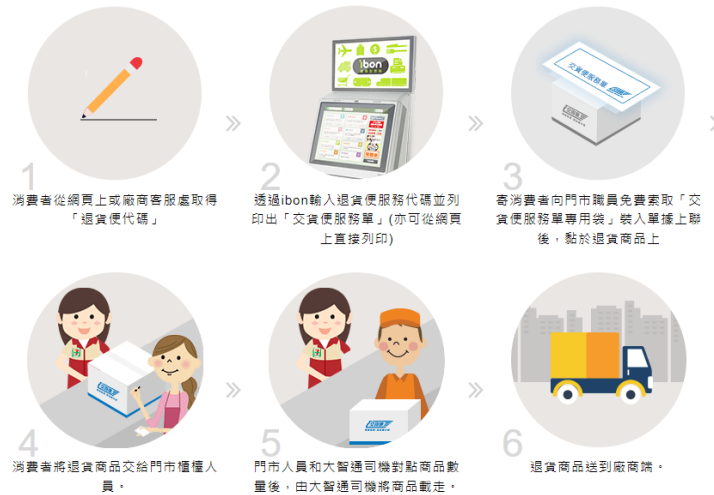 ibon
交貨便服務單
1
消費者從網頁上或廠商客服處取得
「退貨便代碼」
2
透過ibon輸入退貨便服務代碼並列
印出「交貨便服務單」(亦可從網頁
上直接列印)
3
寄消費者向門市職員免費索取「交
貨便服務單專用袋」裝入單據上聯
後，黏於退貨商品上
4
消費者將退貨商品交給門市櫃檯人
員。
5
門市人員和大智通司機對點商品數
量後，由大智通司機將商品載走。
6
退貨商品送到廠商端。